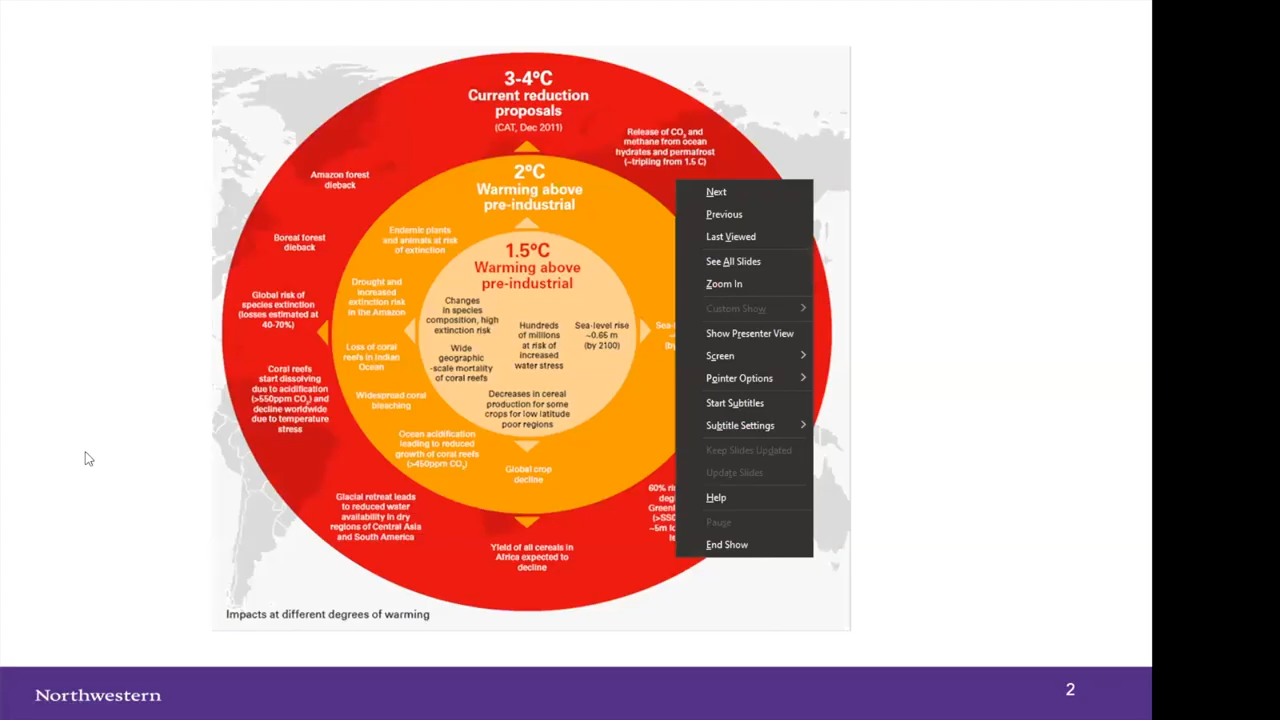 3-4°C
Current reduction
proposals
(CAT, Dec 2011)
Release of CO₂ and
methane from ocean
hydrates and permafrost
(~tripling from 1.5 C)
Amazon forest
dieback
Boreal forest
dieback
Global risk of
species extinction
(losses estimated at
40-70%)
Coral reefs
start dissolving
due to acidification
(>550ppm CO₂) and
decline worldwide
due to temperature
stress
Glacial retreat leads
to reduced water
availability in dry
regions of Central Asia
and South America
Yield of all cereals in
Africa expected to
decline
60%
Greenl
2°C
Warming above
pre-industrial
Endemic plants
and animals at risk
of extinction
Drought and
increased
extinction risk
in the Amazon
Loss of coral
reefs in Indian
Ocean
Widespread coral
bleaching
Ocean acidification
leading to reduced
growth of coral reefs
(>450ppm CO₂)
Global crop
decline
1.5°C
Warming above
pre-industrial
Changes
in species
composition, high
extinction risk
Wide
geographic
-scale mortality
of coral reefs
Hundreds
of millions
at risk of
increased
water stress
Sea-level rise
~0.65 m
(by 2100)
Decreases in cereal
production for some
crops for low latitude
poor regions
Next
Previous
Last Viewed
See All Slides
Zoom In
Custom Show
Show Presenter View
Screen
Pointer Options
Start Subtitles
Subtitle Settings
Keep Slides Updated
Update Slides
Help
Pause
End Show
Impacts at different degrees of warming
Northwestern
2